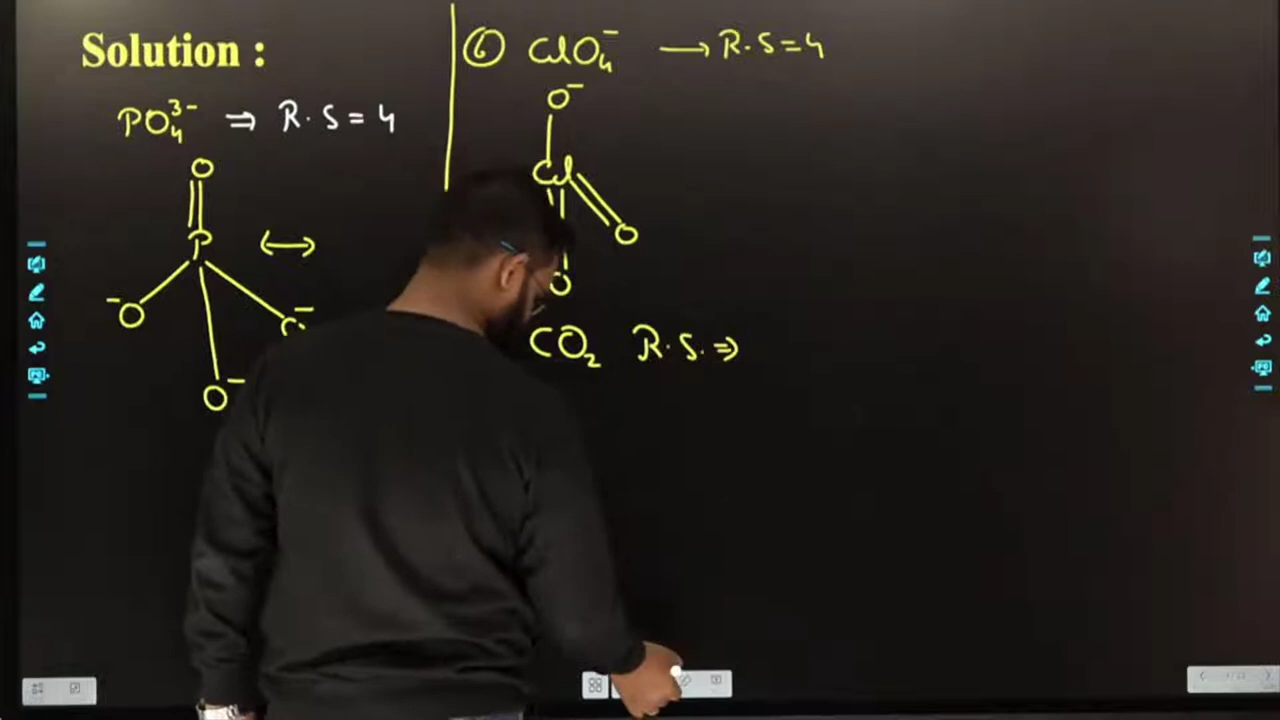 Solution :
PO₄³⁻ ⇒ R.S = 4
O
||
P ↔
⁻O
O⁻
⑥ ClO₄⁻ → R.S = 4
O⁻
Cl
O
O
CO₂ R.S. ⇒